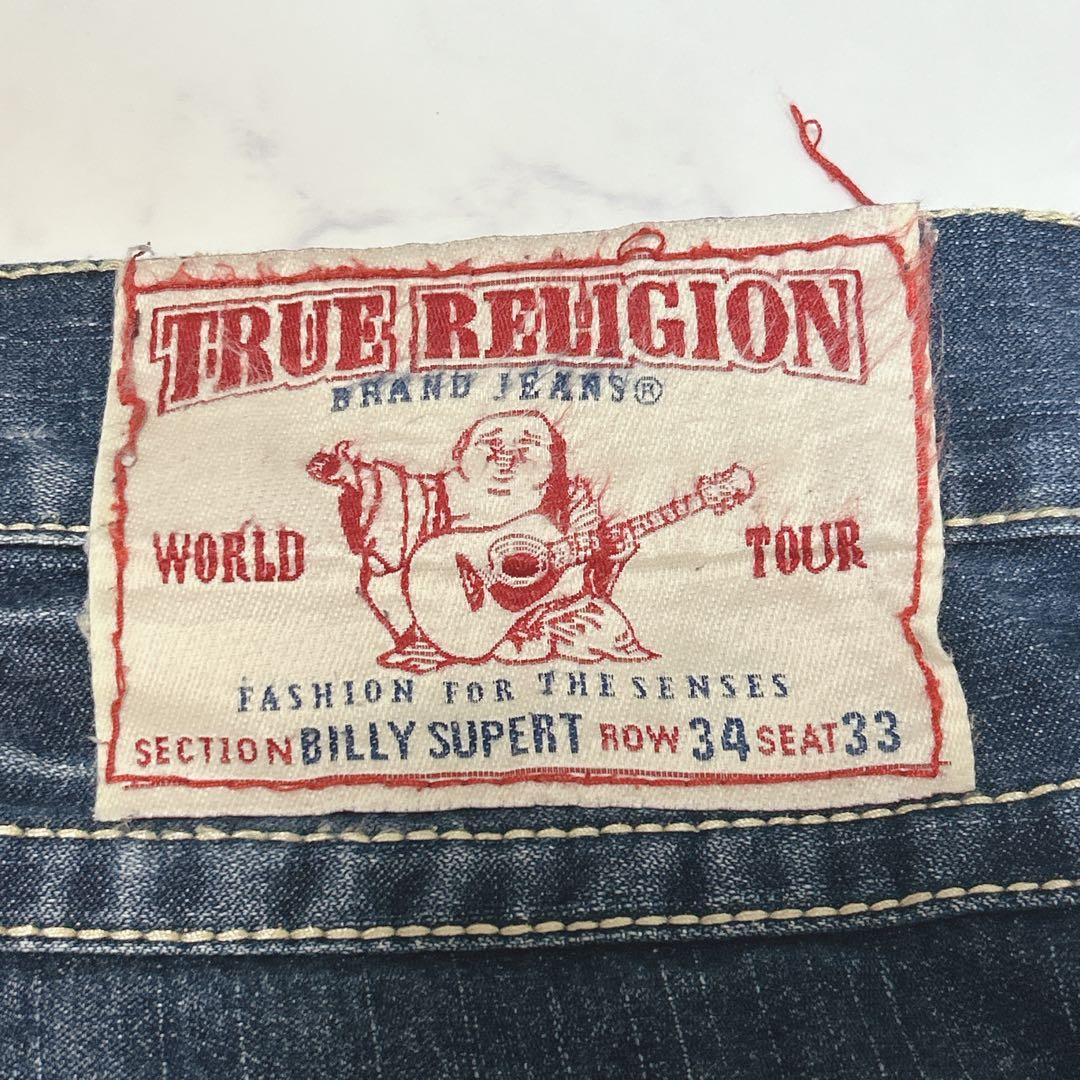 TRUE RELIGION
BRAND JEANS®
WORLD TOUR
FASHION FOR THE SENSES
SECTION BILLY SUPERT ROW 34 SEAT 33